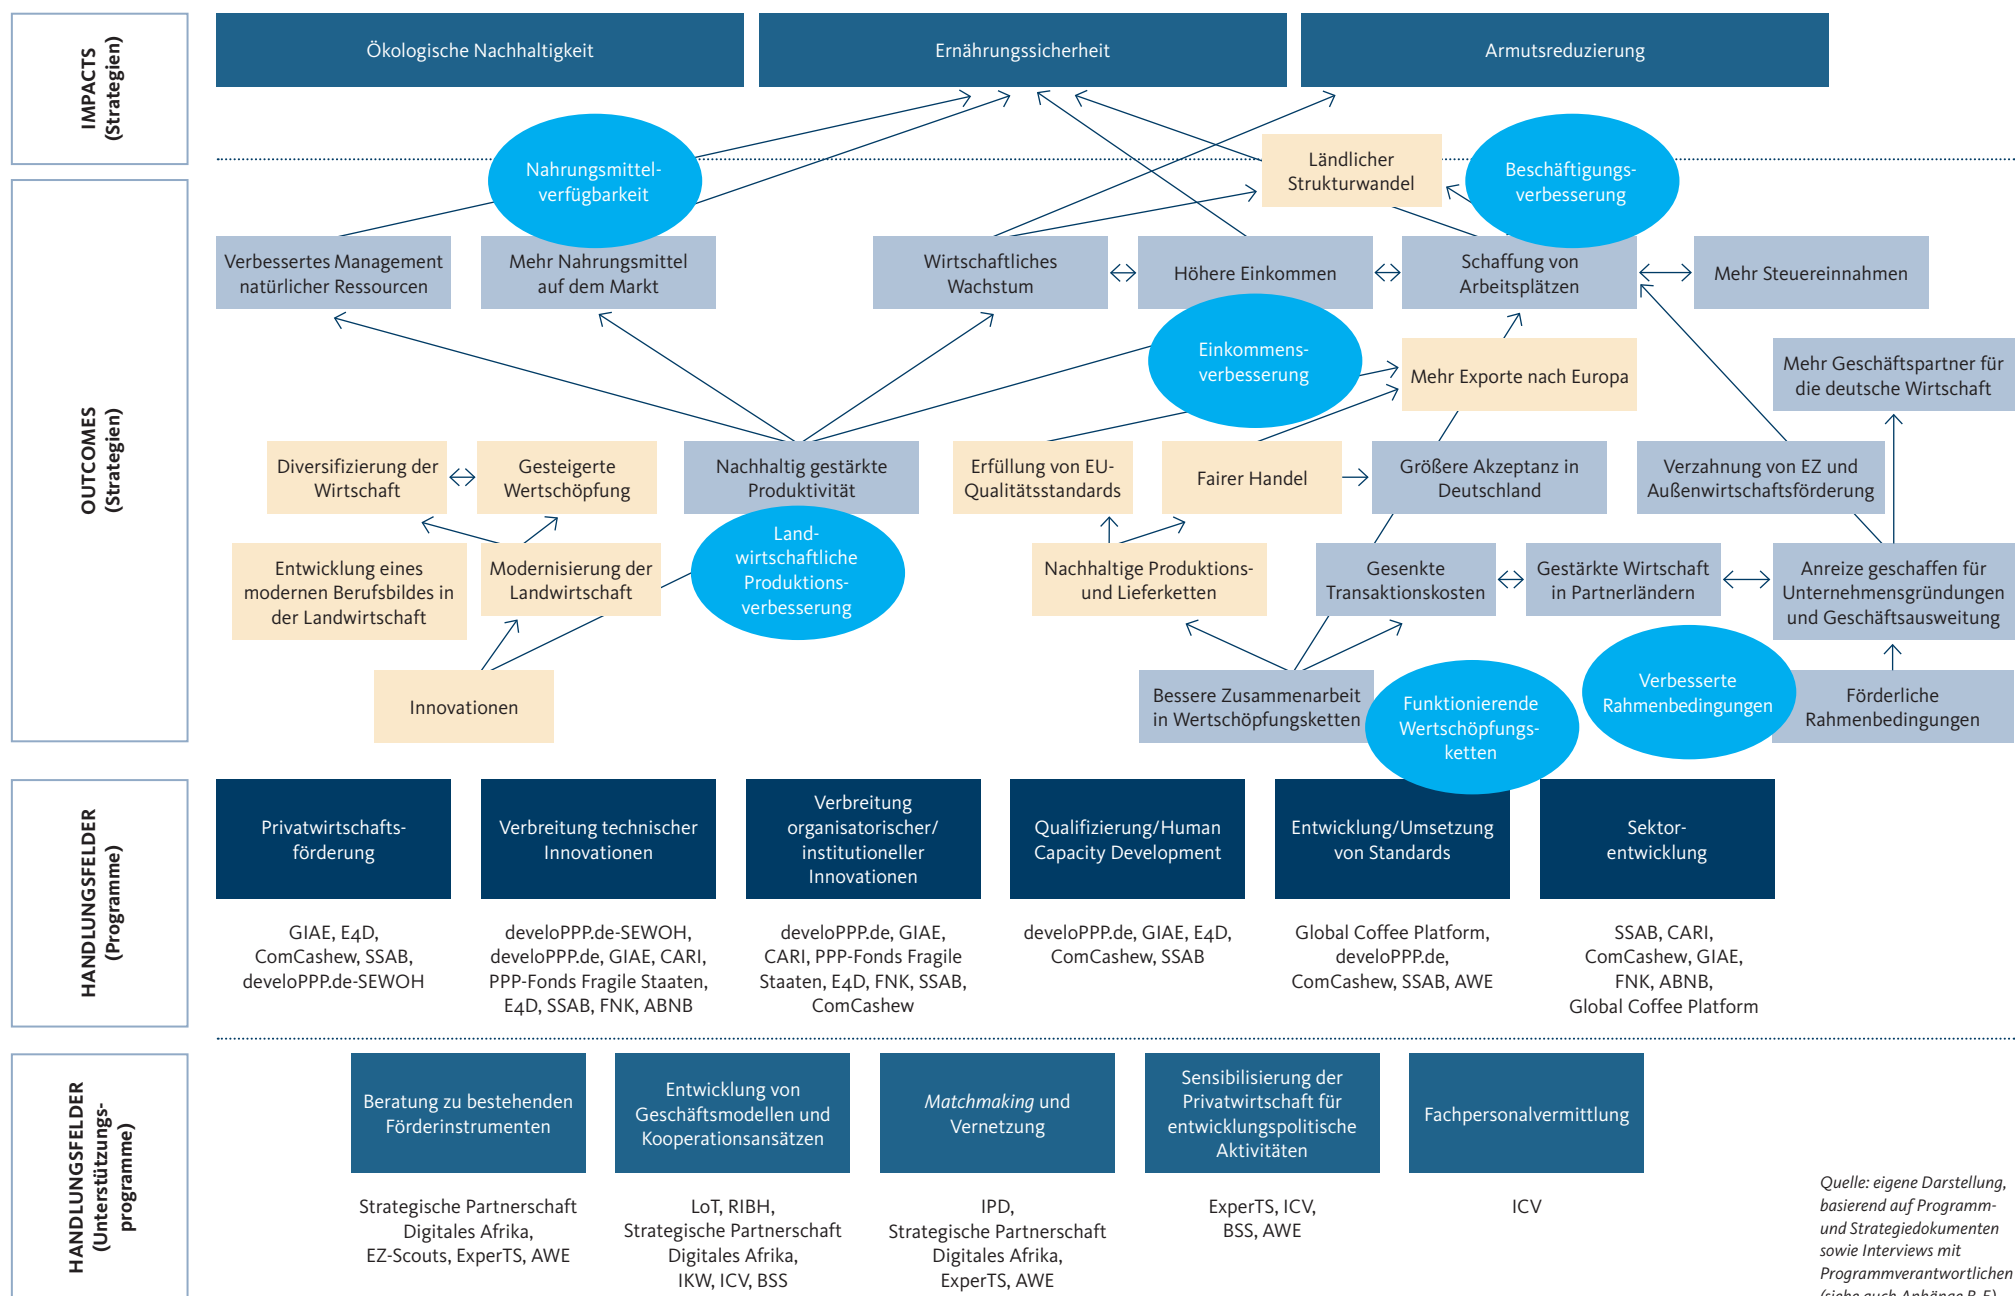 IMPACTS
(Strategien)
Ökologische Nachhaltigkeit
Ernährungssicherheit
Armutsreduzierung
Nahrungsmittel-
verfügbarkeit
Ländlicher
Strukturwandel
Beschäftigungs-
verbesserung
OUTCOMES
(Strategien)
Verbessertes Management
natürlicher Ressourcen
Mehr Nahrungsmittel
auf dem Markt
Wirtschaftliches
Wachstum
Höhere Einkommen
Schaffung von
Arbeitsplätzen
Mehr Steuereinnahmen
Einkommens-
verbesserung
Mehr Exporte nach Europa
Mehr Geschäftspartner für
die deutsche Wirtschaft
Diversifizierung der
Wirtschaft
Gesteigerte
Wertschöpfung
Nachhaltig gestärkte
Produktivität
Erfüllung von EU-
Qualitätsstandards
Fairer Handel
Größere Akzeptanz in
Deutschland
Verzahnung von EZ und
Außenwirtschaftsförderung
Entwicklung eines
modernen Berufsbildes in
der Landwirtschaft
Modernisierung der
Landwirtschaft
Land-
wirtschaftliche
Produktions-
verbesserung
Nachhaltige Produktions-
und Lieferketten
Gesenkte
Transaktionskosten
Gestärkte Wirtschaft
in Partnerländern
Anreize geschaffen für
Unternehmensgründungen
und Geschäftsausweitung
Innovationen
Bessere Zusammenarbeit
in Wertschöpfungsketten
Funktionierende
Wertschöpfungs-
ketten
Verbesserte
Rahmenbedingungen
Förderliche
Rahmenbedingungen
HANDLUNGSFELDER
(Programme)
Privatwirtschafts-
förderung
Verbreitung technischer
Innovationen
Verbreitung
organisatorischer/
institutioneller
Innovationen
Qualifizierung/Human
Capacity Development
Entwicklung/Umsetzung
von Standards
Sektor-
entwicklung
GIAE, E4D,
ComCashew, SSAB,
develoPPP.de-SEWOH
develoPPP.de-SEWOH,
develoPPP.de, GIAE, CARI,
PPP-Fonds Fragile Staaten,
E4D, SSAB, FNK, ABNB
develoPPP.de, GIAE,
CARI, PPP-Fonds Fragile
Staaten, E4D, FNK, SSAB,
ComCashew
develoPPP.de, GIAE, E4D,
ComCashew, SSAB
Global Coffee Platform,
develoPPP.de,
ComCashew, SSAB, AWE
SSAB, CARI,
ComCashew, GIAE,
FNK, ABNB,
Global Coffee Platform
HANDLUNGSFELDER
(Unterstützungs-
programme)
Beratung zu bestehenden
Förderinstrumenten
Entwicklung von
Geschäftsmodellen und
Kooperationsansätzen
Matchmaking und
Vernetzung
Sensibilisierung der
Privatwirtschaft für
entwicklungspolitische
Aktivitäten
Fachpersonalvermittlung
Strategische Partnerschaft
Digitales Afrika,
EZ-Scouts, ExperTS, AWE
LoT, RIBH,
Strategische Partnerschaft
Digitales Afrika,
IKW, ICV, BSS
IPD,
Strategische Partnerschaft
Digitales Afrika,
ExperTS, AWE
ExperTS, ICV,
BSS, AWE
ICV
Quelle: eigene Darstellung,
basierend auf Programm-
und Strategiedokumenten
sowie Interviews mit
Programmverantwortlichen
(siehe auch Anhänge B-E)